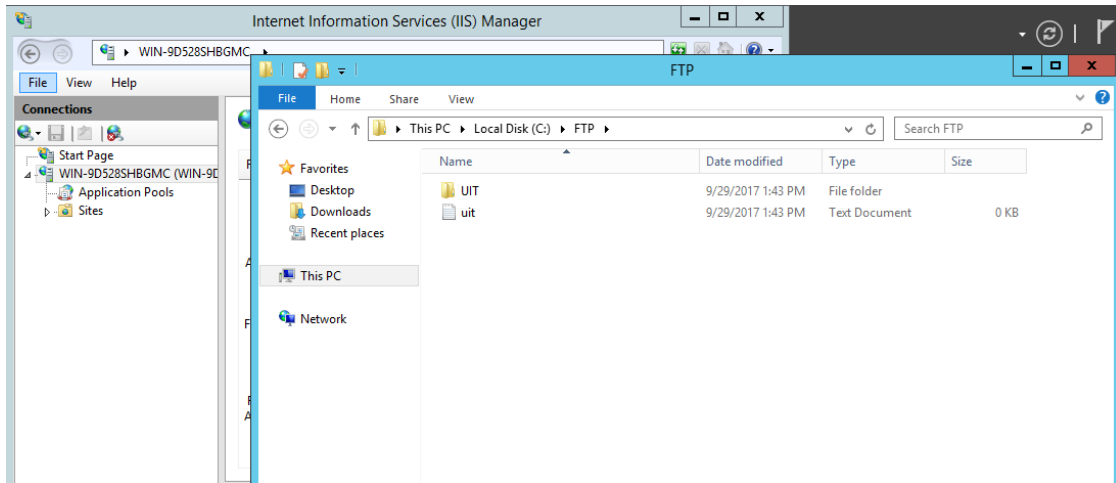 Internet Information Services (IIS) Manager
WIN-9D528SHBGMC
File View Help
Connections
Start Page
WIN-9D528SHBGMC (WIN-9D
Application Pools
Sites
FTP
File Home Share View
This PC Local Disk (C:) FTP
Search FTP
Favorites
Desktop
Downloads
Recent places
This PC
Network
Name Date modified Type Size
UIT 9/29/2017 1:43 PM File folder
uit 9/29/2017 1:43 PM Text Document 0 KB